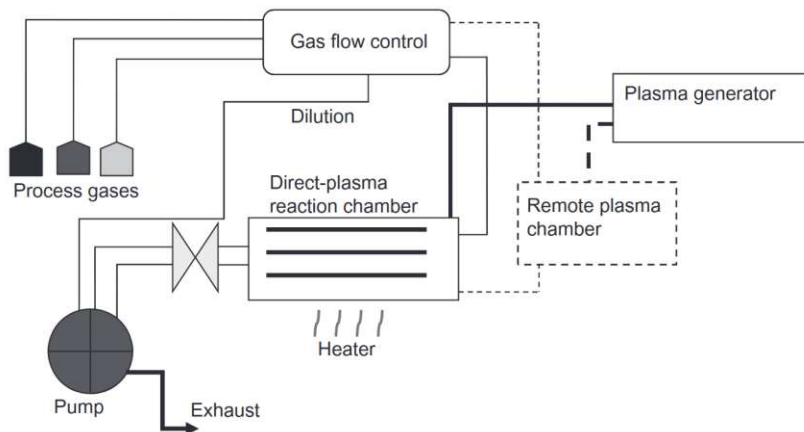 Gas flow control
Plasma generator
Dilution
Process gases
Direct-plasma
reaction chamber
Remote plasma
chamber
Heater
Pump
Exhaust